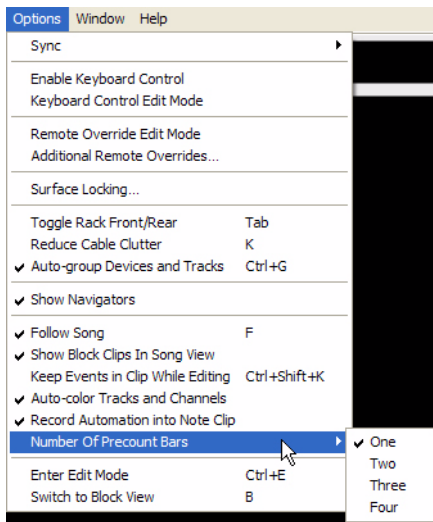 Options Window Help
Sync
Enable Keyboard Control
Keyboard Control Edit Mode
Remote Override Edit Mode
Additional Remote Overrides...
Surface Locking...
Toggle Rack Front/Rear Tab
Reduce Cable Clutter K
Auto-group Devices and Tracks Ctrl+G
Show Navigators
Follow Song F
Show Block Clips In Song View
Keep Events in Clip While Editing Ctrl+Shift+K
Auto-color Tracks and Channels
Record Automation into Note Clip
Number Of Precount Bars
One
Two
Three
Four
Enter Edit Mode Ctrl+E
Switch to Block View B